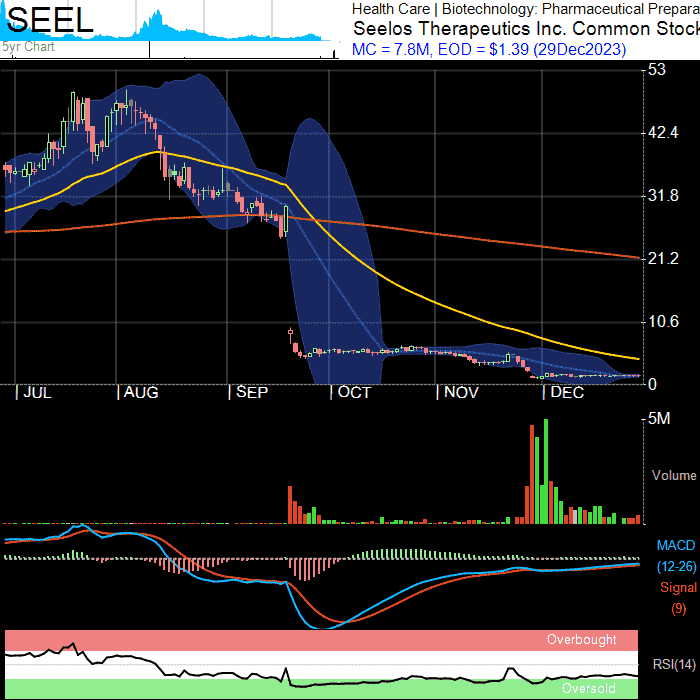 SEEL
5yr Chart
Health Care | Biotechnology: Pharmaceutical Prepara
Seelos Therapeutics Inc. Common Stock
MC = 7.8M, EOD = $1.39 (29Dec2023)
53
42.4
31.8
21.2
10.6
0
JUL AUG SEP OCT NOV DEC
5M
Volume
MACD
(12-26)
Signal
(9)
Overbought
RSI(14)
Oversold